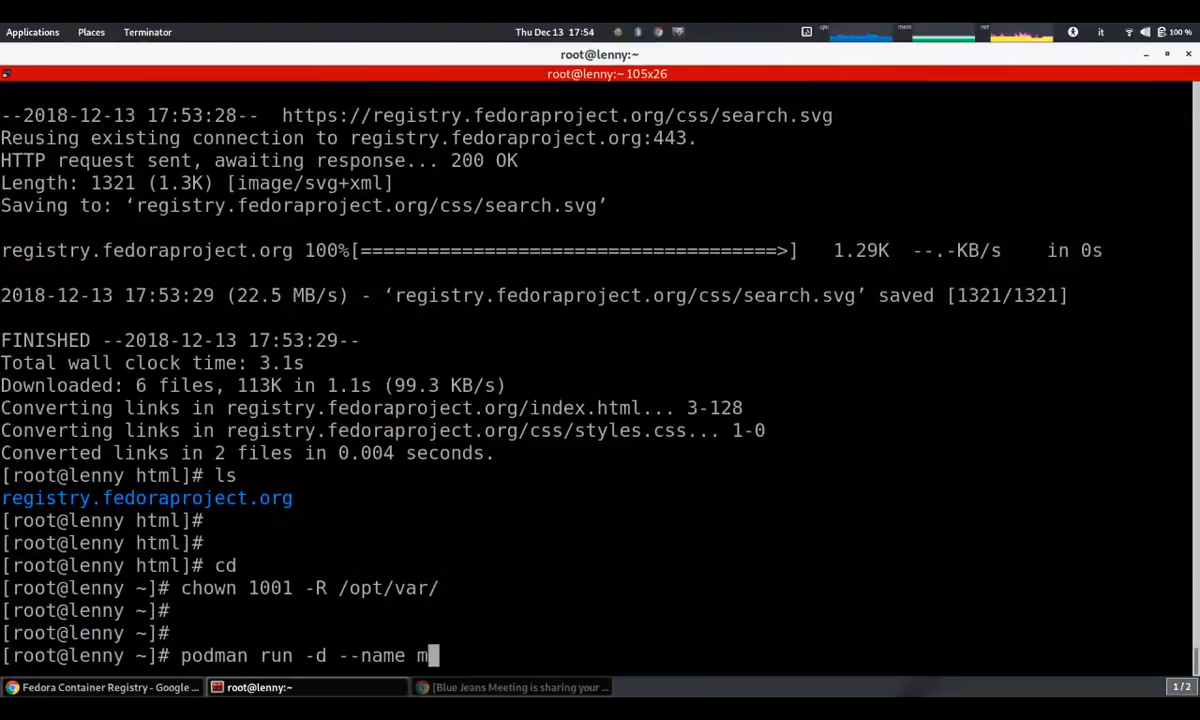 Applications Places Terminator Thu Dec 13 17:54 cpu mem net it 100 %
root@lenny:~
root@lenny:~ 105x26
--2018-12-13 17:53:28--  https://registry.fedoraproject.org/css/search.svg
Reusing existing connection to registry.fedoraproject.org:443.
HTTP request sent, awaiting response... 200 OK
Length: 1321 (1.3K) [image/svg+xml]
Saving to: ‘registry.fedoraproject.org/css/search.svg’
registry.fedoraproject.org 100%[=====================================>]   1.29K  --.-KB/s    in 0s
2018-12-13 17:53:29 (22.5 MB/s) - ‘registry.fedoraproject.org/css/search.svg’ saved [1321/1321]
FINISHED --2018-12-13 17:53:29--
Total wall clock time: 3.1s
Downloaded: 6 files, 113K in 1.1s (99.3 KB/s)
Converting links in registry.fedoraproject.org/index.html... 3-128
Converting links in registry.fedoraproject.org/css/styles.css... 1-0
Converted links in 2 files in 0.004 seconds.
[root@lenny html]# ls
registry.fedoraproject.org
[root@lenny html]#
[root@lenny html]#
[root@lenny html]# cd
[root@lenny ~]# chown 1001 -R /opt/var/
[root@lenny ~]#
[root@lenny ~]#
[root@lenny ~]# podman run -d --name m
Fedora Container Registry - Google ... root@lenny:~ [Blue Jeans Meeting is sharing your ... 1 / 2